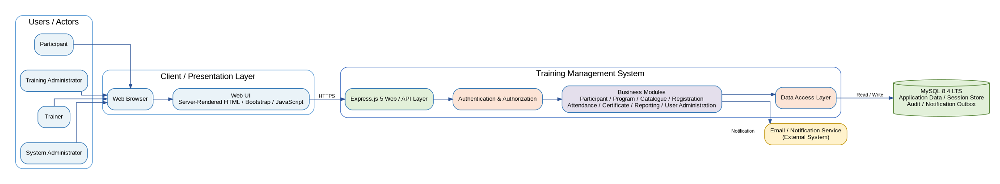 Users / Actors
Participant
Training Administrator
Trainer
System Administrator
Client / Presentation Layer
Web Browser
Web UI
Server-Rendered HTML / Bootstrap / JavaScript
HTTPS
Training Management System
Express.js 5 Web / API Layer
Authentication & Authorization
Business Modules
Participant / Program / Catalogue / Registration
Attendance / Certificate / Reporting / User Administration
Data Access Layer
Notification
Email / Notification Service
(External System)
Read / Write
MySQL 8.4 LTS
Application Data / Session Store
Audit / Notification Outbox